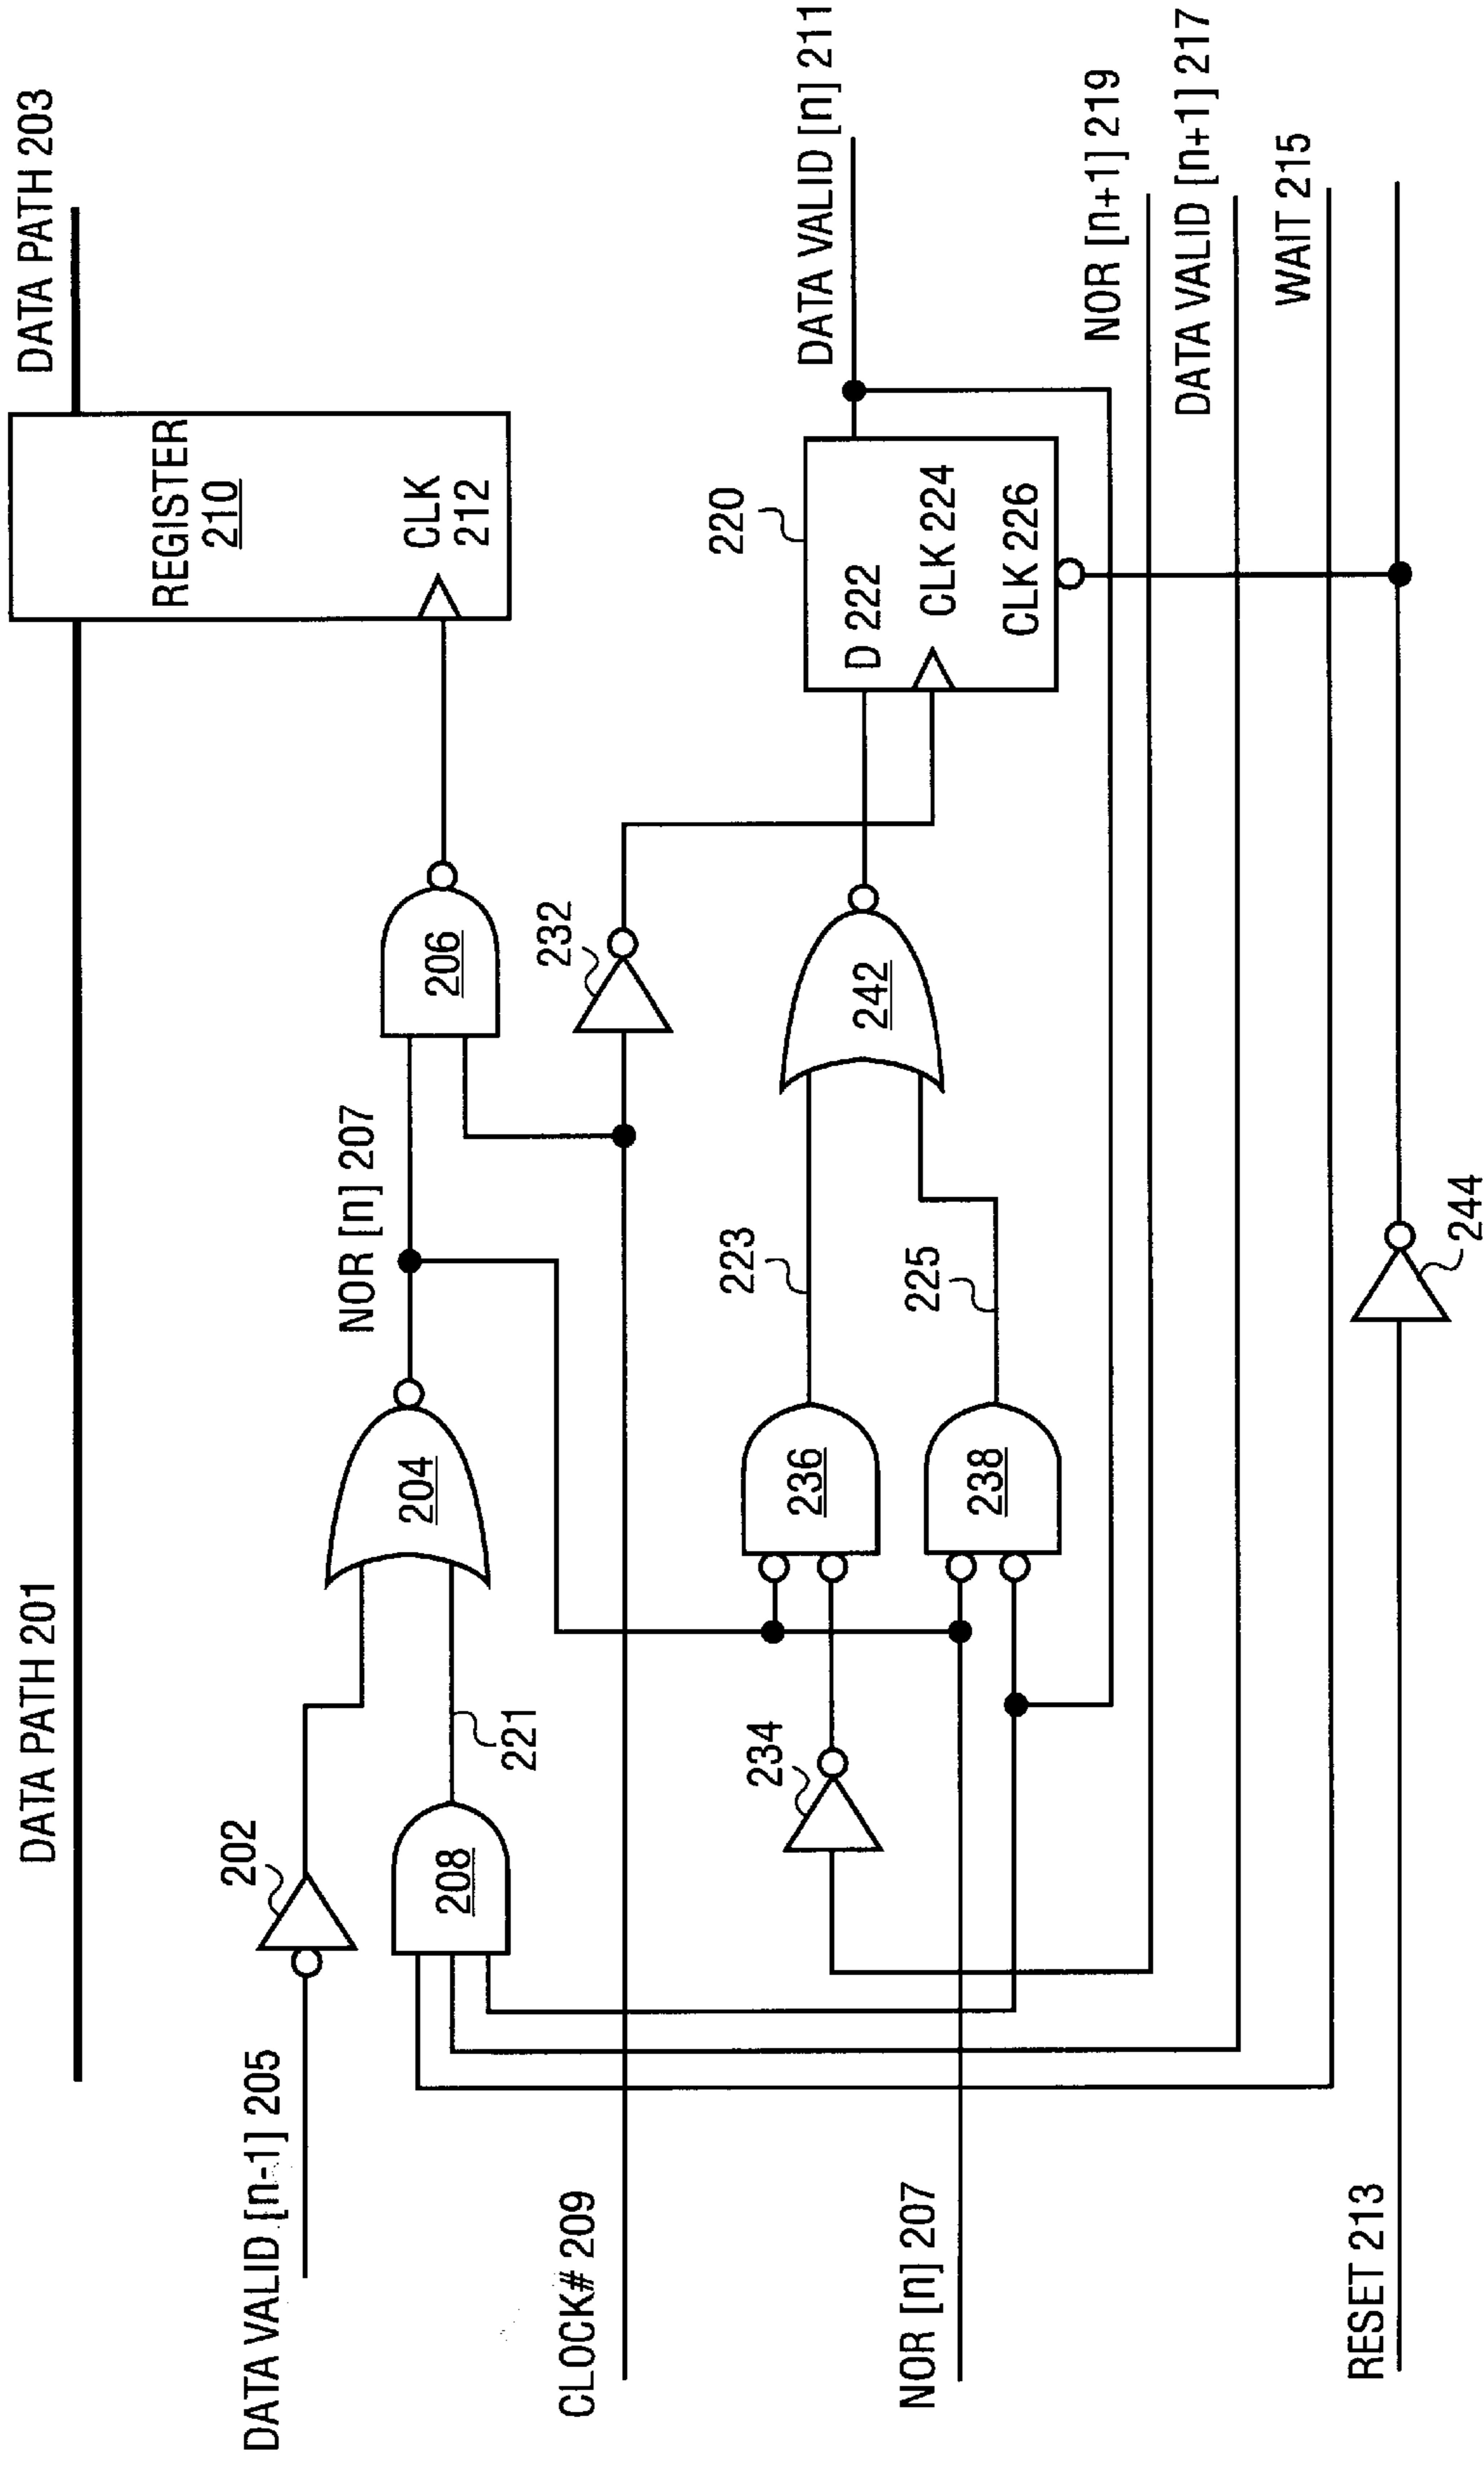 DATA PATH 201
DATA PATH 203
REGISTER
210
CLK
212
DATA VALID [n-1] 205
202
204
NOR [n] 207
206
208
221
CLOCK# 209
232
234
236
223
242
220
D 222
CLK 224
CLK 226
DATA VALID [n] 211
NOR [n] 207
238
225
NOR [n+1] 219
DATA VALID [n+1] 217
WAIT 215
RESET 213
244